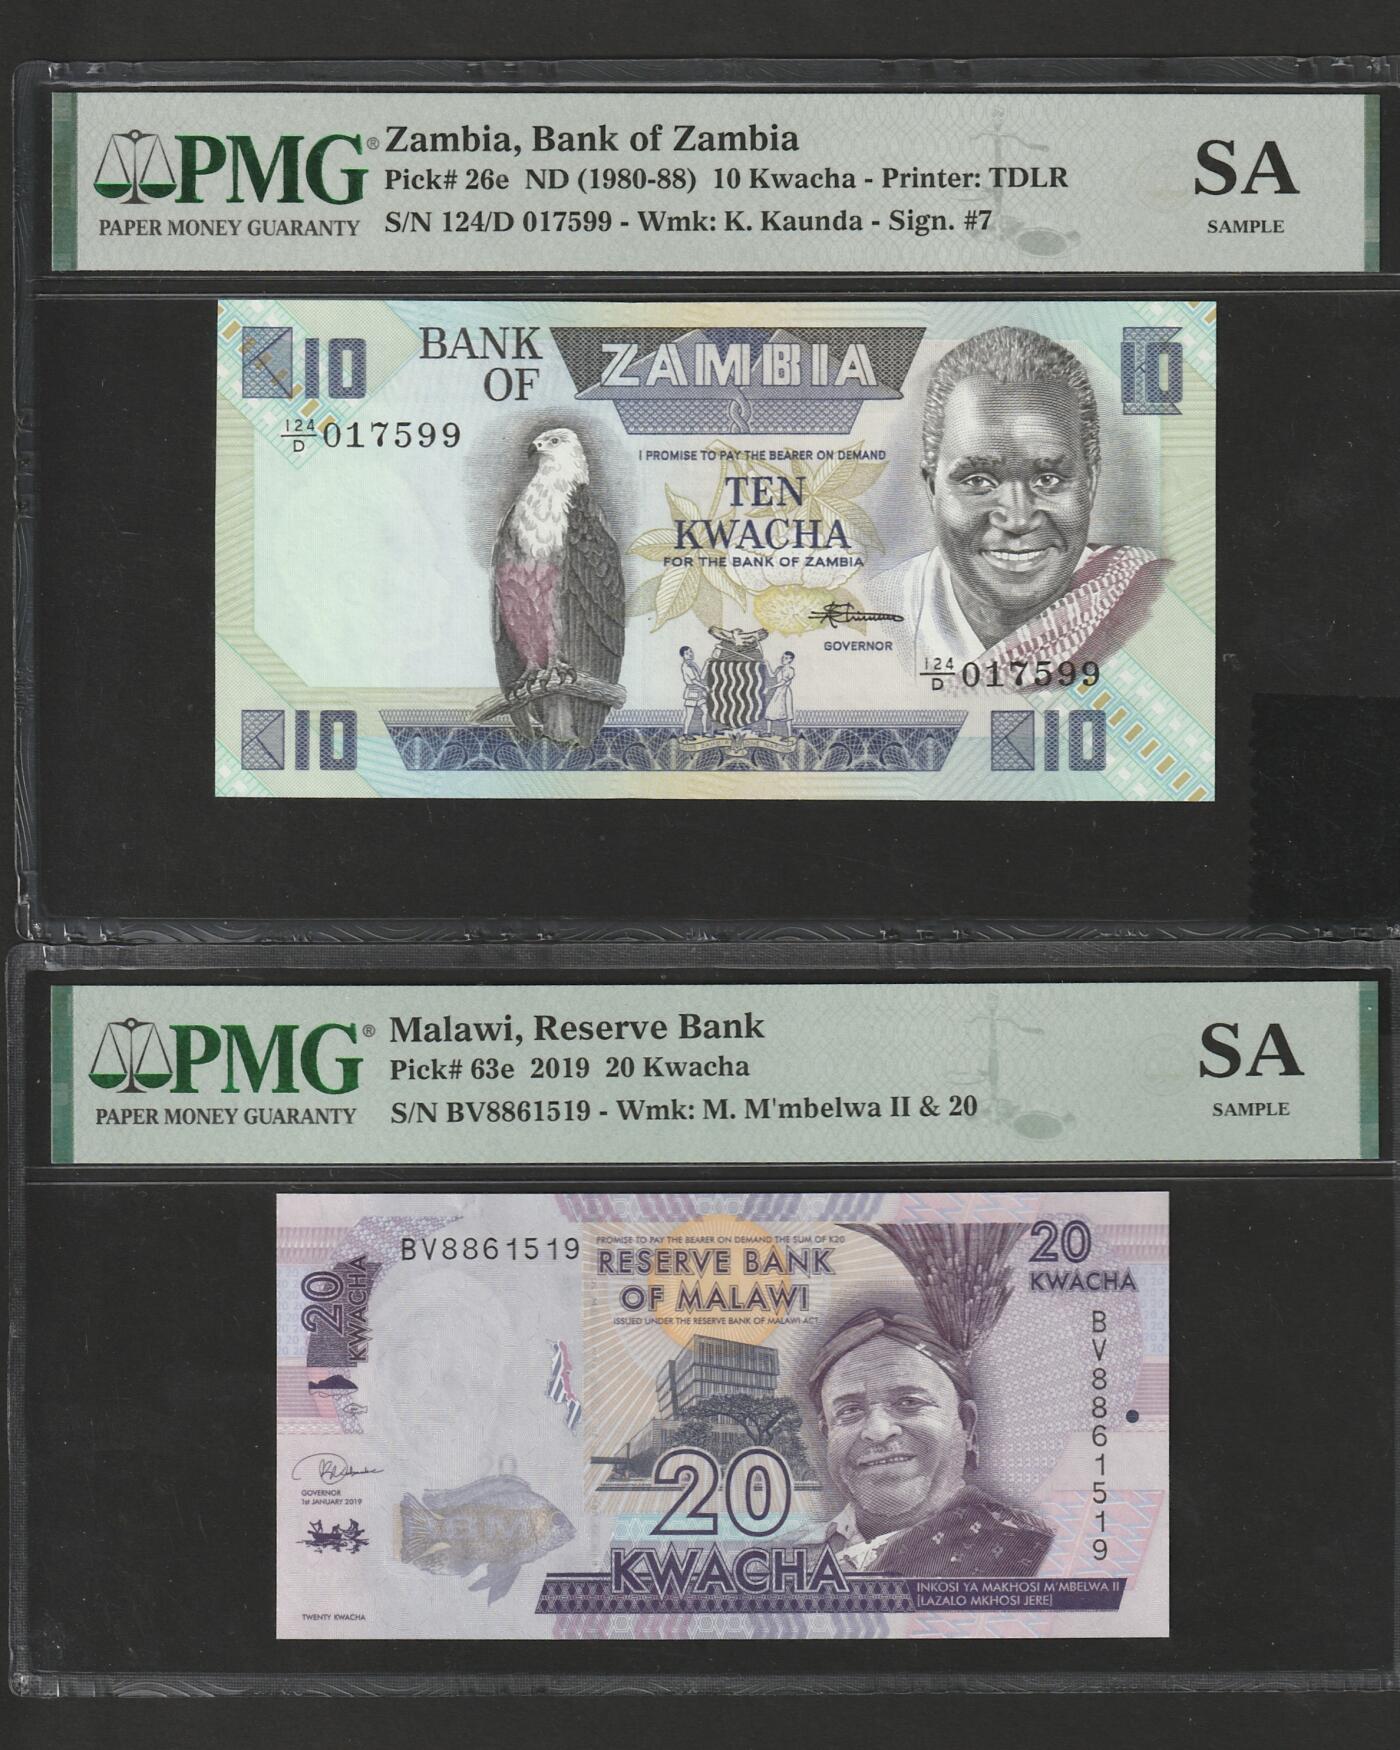 PMG®
PAPER MONEY GUARANTY
Zambia, Bank of Zambia
Pick# 26e ND (1980-88) 10 Kwacha - Printer: TDLR
S/N 124/D 017599 - Wmk: K. Kaunda - Sign. #7
SA
SAMPLE
10
BANK
OF
ZAMBIA
10
124/D 017599
I PROMISE TO PAY THE BEARER ON DEMAND
TEN
KWACHA
FOR THE BANK OF ZAMBIA
GOVERNOR
124/D 017599
10
10
PMG®
PAPER MONEY GUARANTY
Malawi, Reserve Bank
Pick# 63e 2019 20 Kwacha
S/N BV8861519 - Wmk: M. M'mbelwa II & 20
SA
SAMPLE
20
KWACHA
BV8861519
PROMISE TO PAY THE BEARER ON DEMAND THE SUM OF K20
RESERVE BANK
OF MALAWI
ISSUED UNDER THE RESERVE BANK OF MALAWI ACT
20
KWACHA
BV8861519
GOVERNOR
1st JANUARY 2019
20
RBM
20
KWACHA
INKOSI YA MAKHOSI M'MBELWA II
[LAZALO MKHOSI JERE]
TWENTY KWACHA